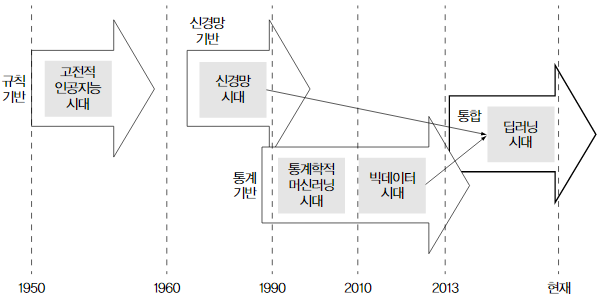 규칙
기반
고전적
인공지능
시대
신경망
기반
신경망
시대
통계
기반
통계학적
머신러닝
시대
빅데이터
시대
통합
딥러닝
시대
1950
1960
1990
2010
2013
현재